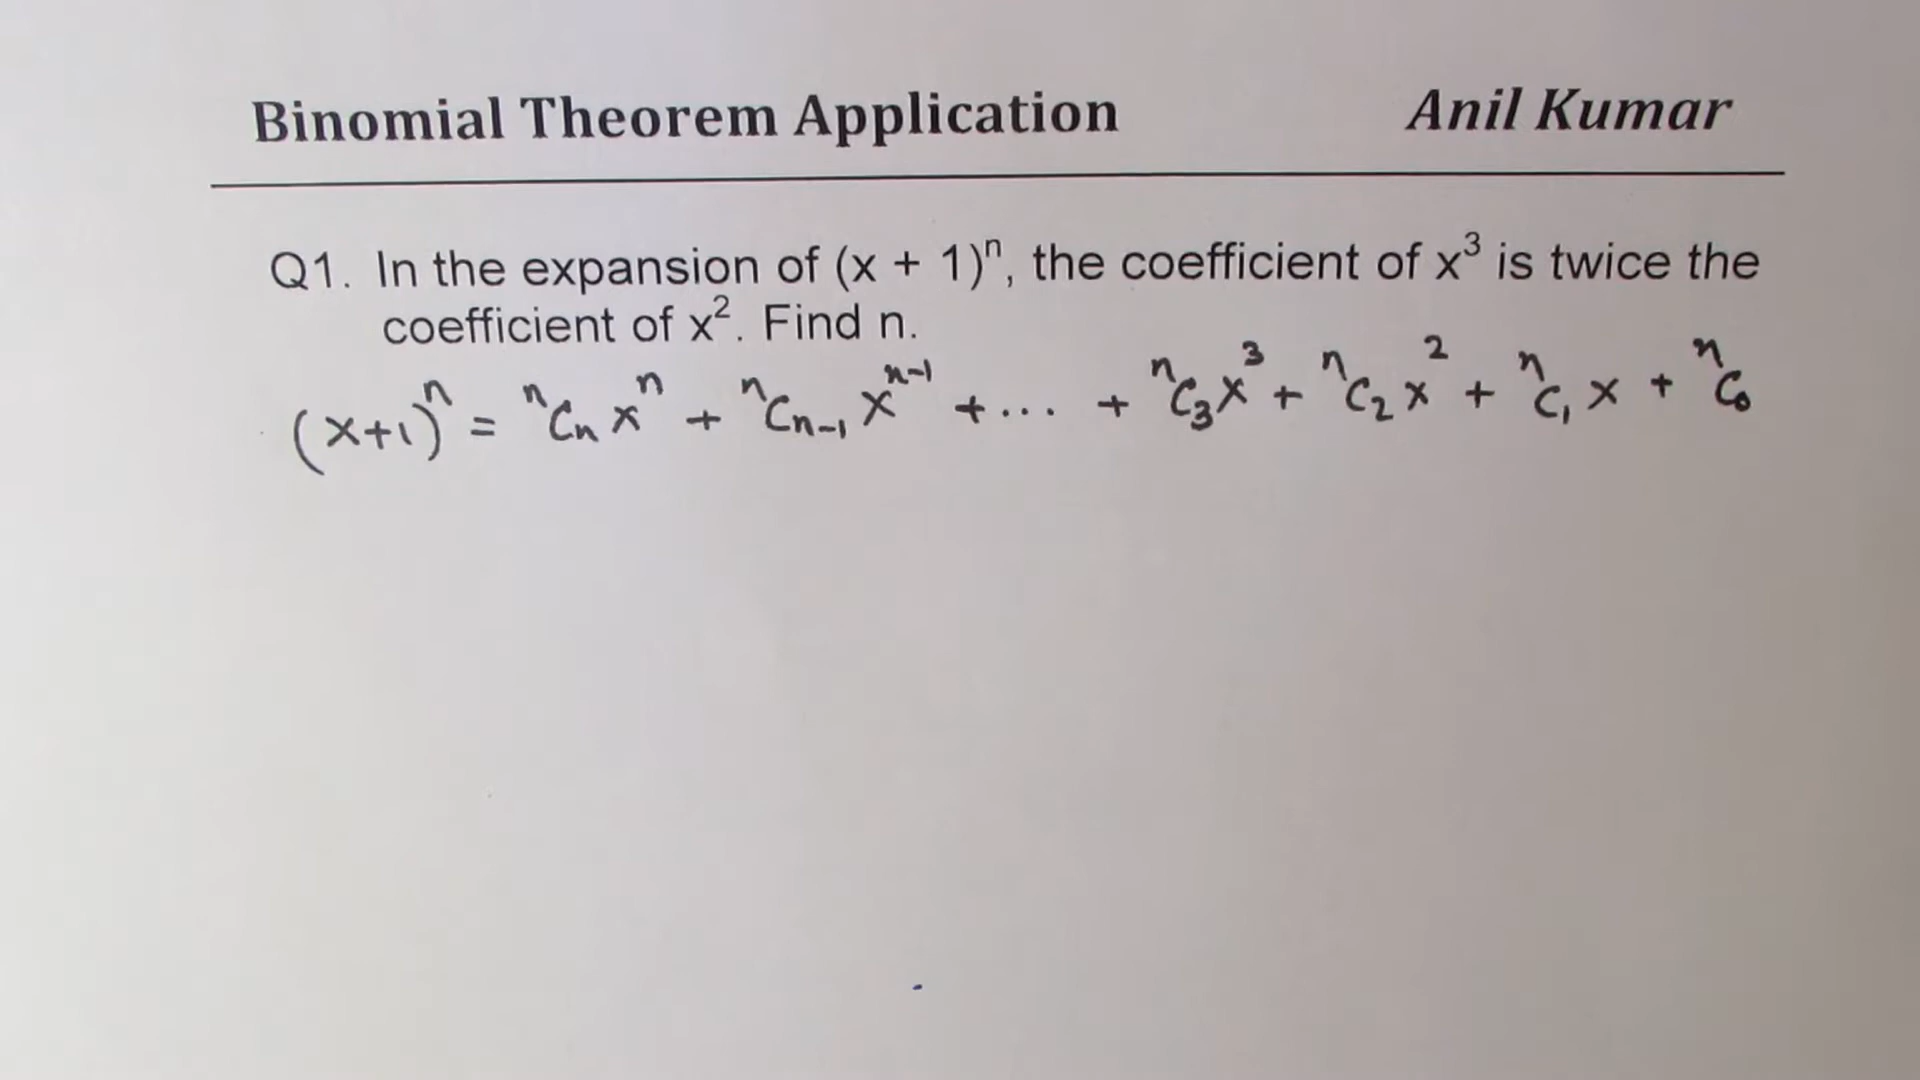 Binomial Theorem Application Anil Kumar
Q1. In the expansion of (x + 1)ⁿ, the coefficient of x³ is twice the
coefficient of x². Find n.
(x+1)ⁿ = ⁿCₙ xⁿ + ⁿCₙ₋₁ xⁿ⁻¹ + ... + ⁿC₃x³ + ⁿC₂x² + ⁿC₁x + ⁿC₀